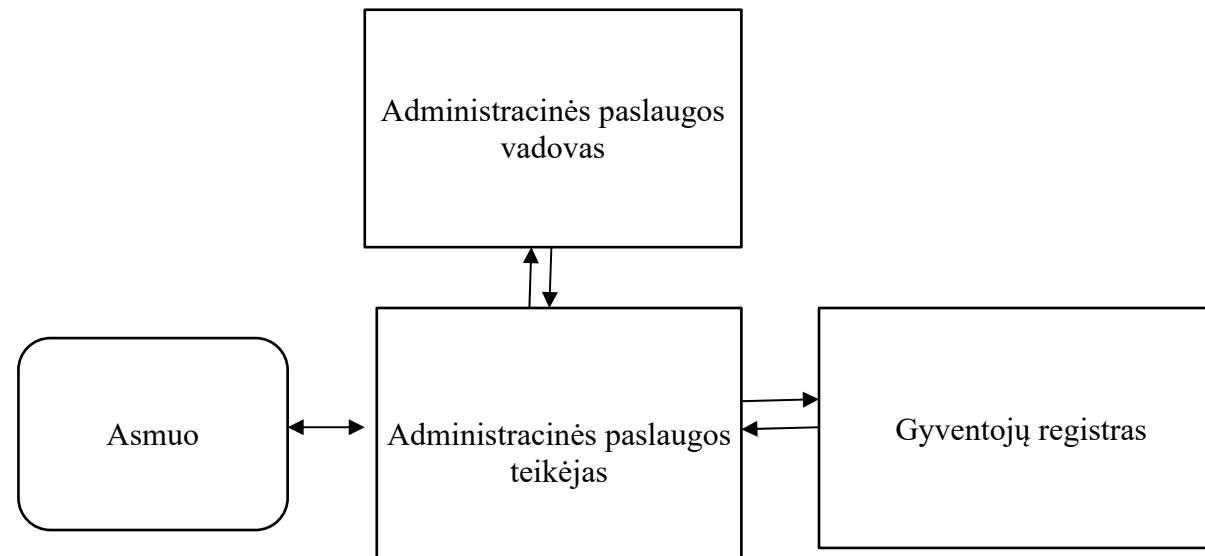 Administracinės paslaugos
vadovas
Asmuo
Administracinės paslaugos
teikėjas
Gyventojų registras